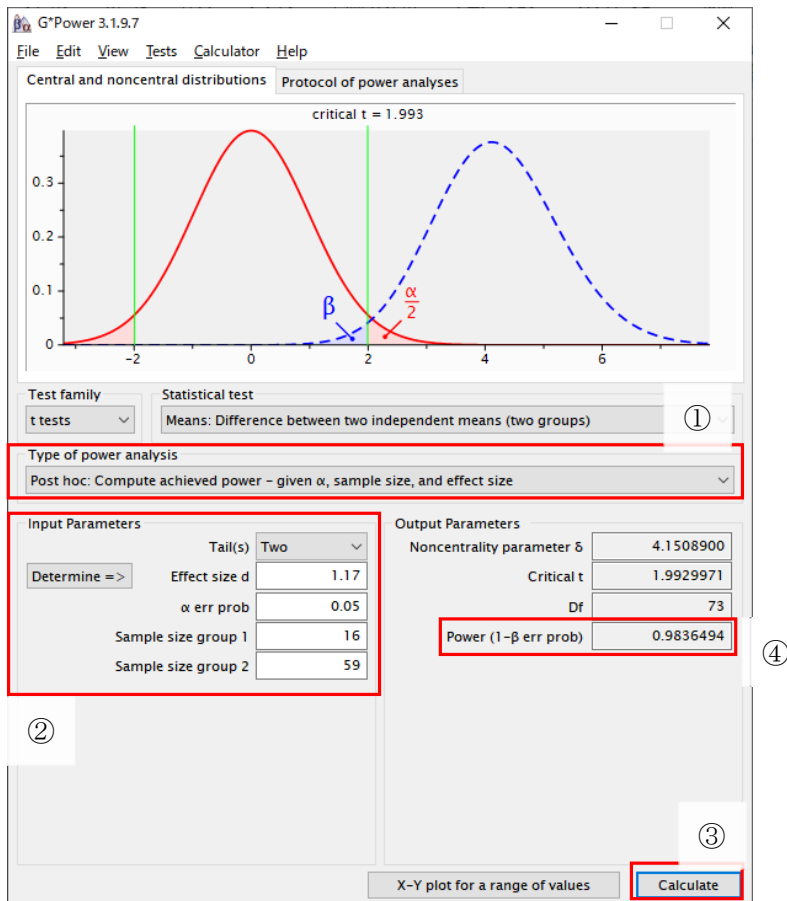 G*Power 3.1.9.7
File Edit View Tests Calculator Help
Central and noncentral distributions Protocol of power analyses
critical t = 1.993
0.3
0.2
0.1
0
β
α
2
-2 0 2 4 6
Test family Statistical test
t tests Means: Difference between two independent means (two groups) ①
Type of power analysis
Post hoc: Compute achieved power – given α, sample size, and effect size
Input Parameters Output Parameters
Tail(s) Two Noncentrality parameter δ 4.1508900
Determine => Effect size d 1.17 Critical t 1.9929971
α err prob 0.05 Df 73
Sample size group 1 16 Power (1–β err prob) 0.9836494 ④
Sample size group 2 59
②
③
X–Y plot for a range of values Calculate